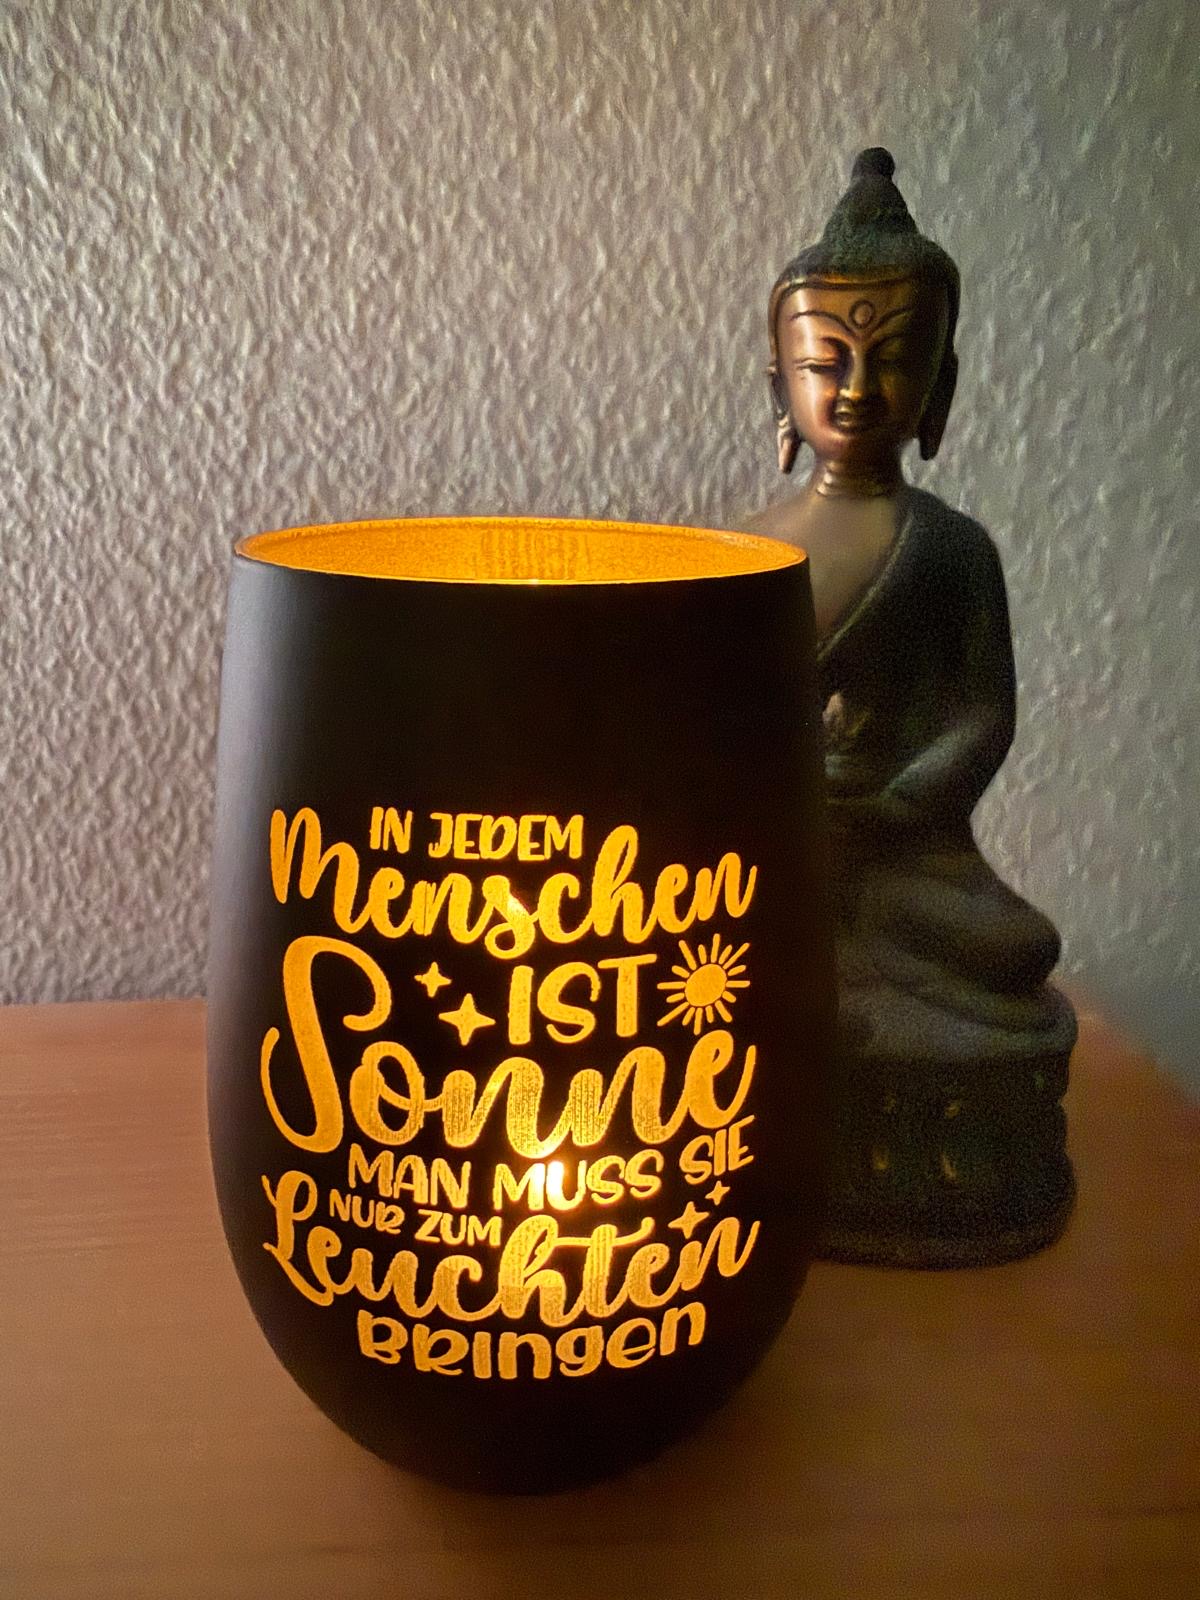 IN JEDEM
Menschen
IST
Sonne
MAN MUSS SIE
NUR ZUM
Leuchten
BRINGEN